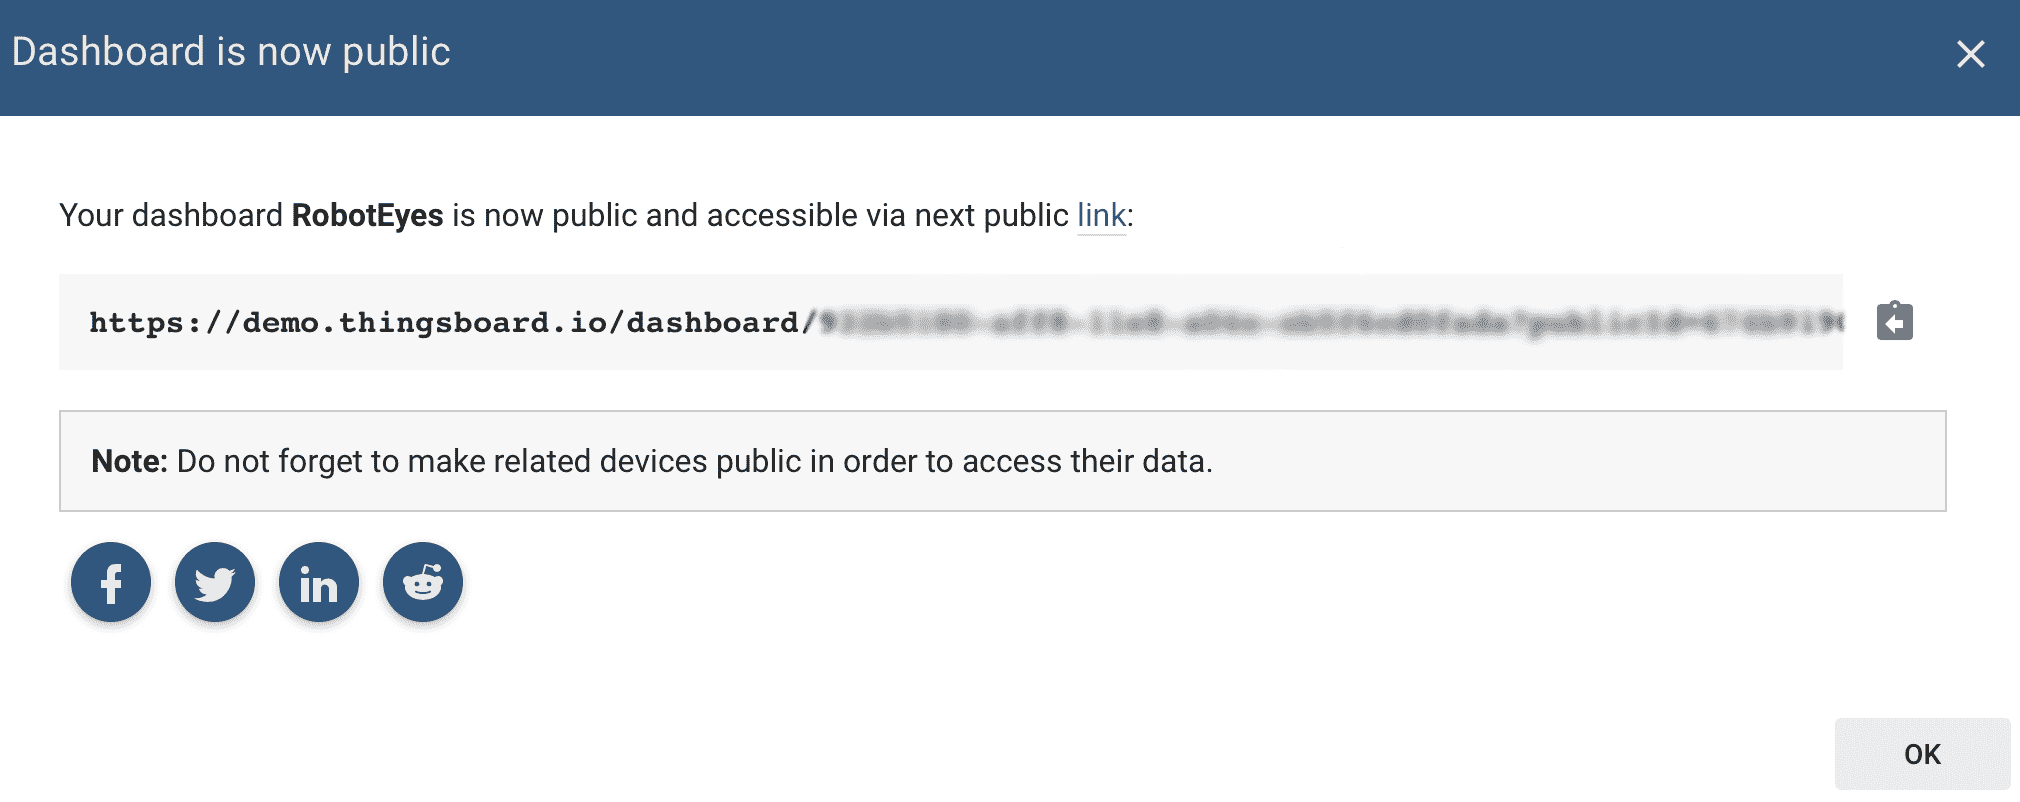 Dashboard is now public
Your dashboard RobotEyes is now public and accessible via next public link:
https://demo.thingsboard.io/dashboard/
Note: Do not forget to make related devices public in order to access their data.
OK